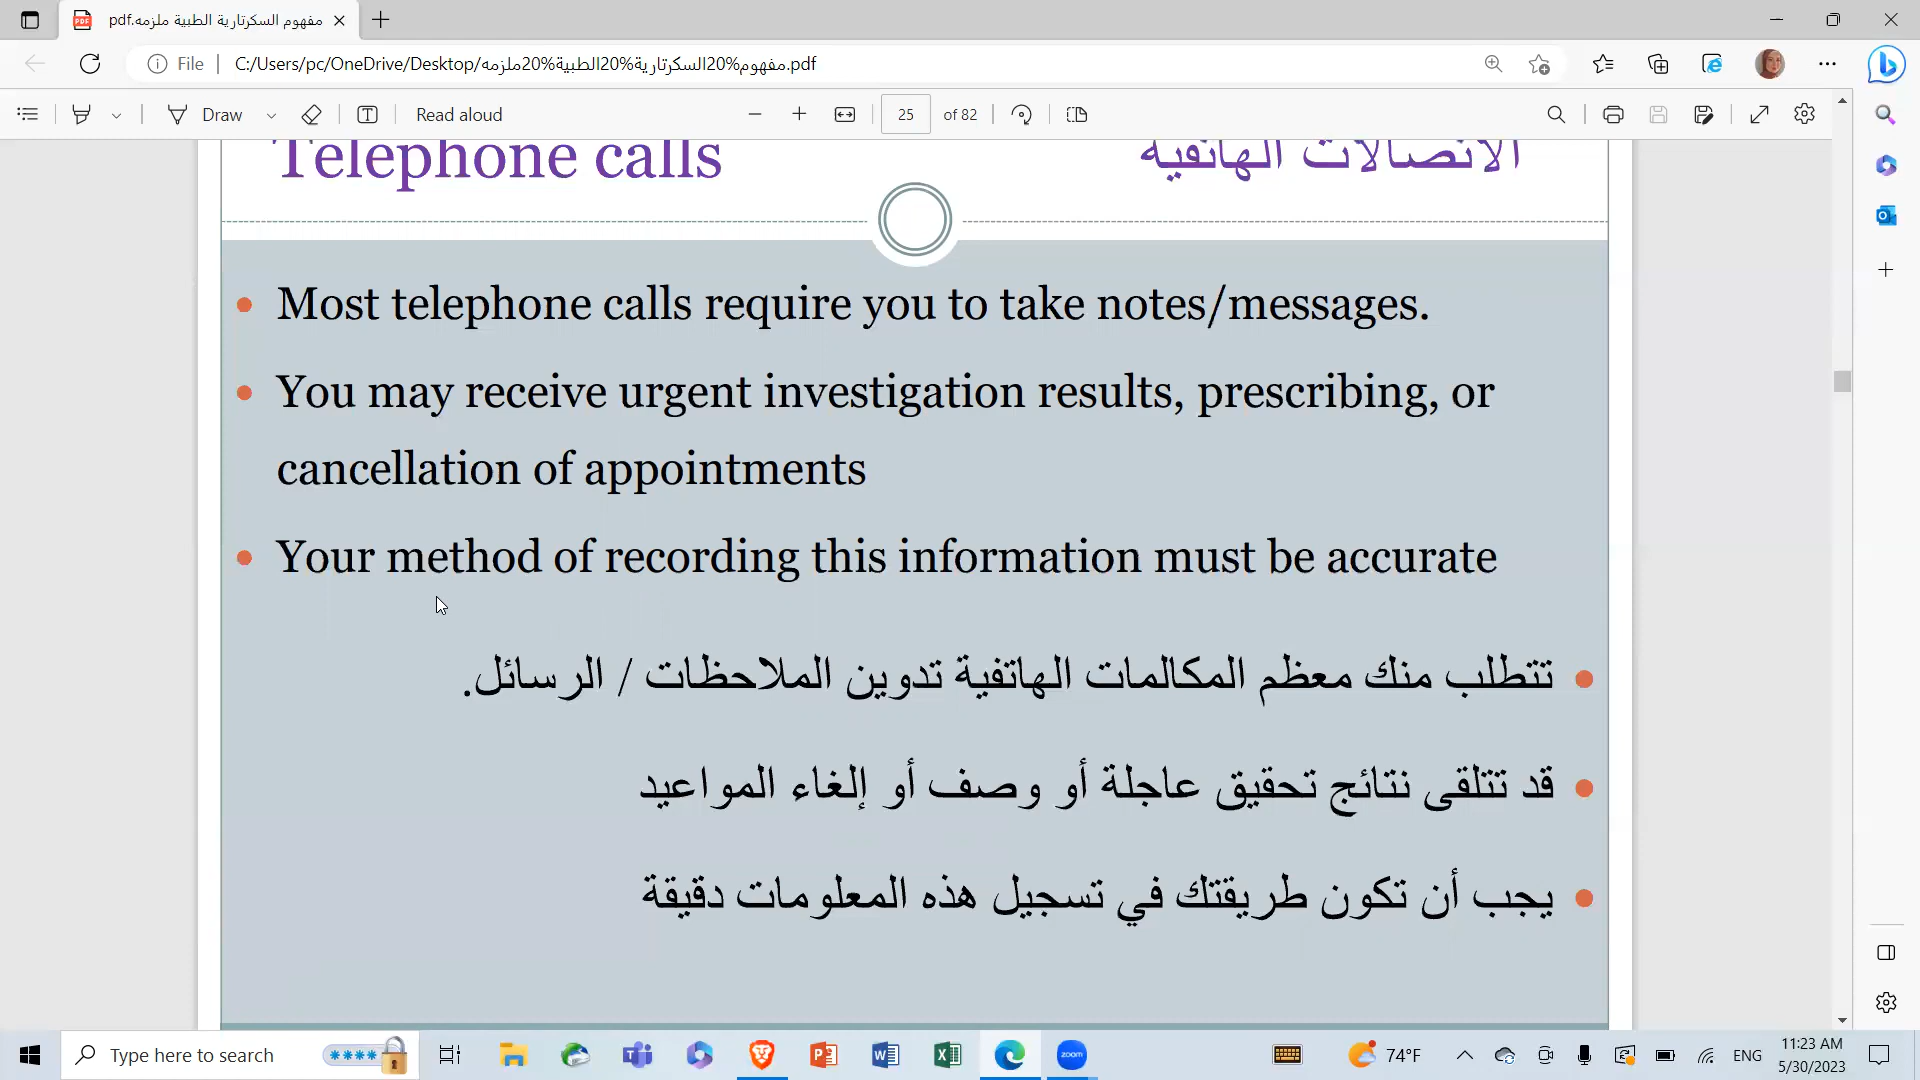 مفهوم السكرتارية الطبية ملزمه.pdf
File
C:/Users/pc/OneDrive/Desktop/مفهوم%20السكرتارية%20الطبية%20ملزمه.pdf
Draw
Read aloud
25 of 82
Telephone calls
الاتصالات الهاتفية
Most telephone calls require you to take notes/messages.
You may receive urgent investigation results, prescribing, or
cancellation of appointments
Your method of recording this information must be accurate
تتطلب منك معظم المكالمات الهاتفية تدوين الملاحظات / الرسائل.
قد تتلقى نتائج تحقيق عاجلة أو وصف أو إلغاء المواعيد
يجب أن تكون طريقتك في تسجيل هذه المعلومات دقيقة
Type here to search
zoom
74°F
ENG
11:23 AM
5/30/2023